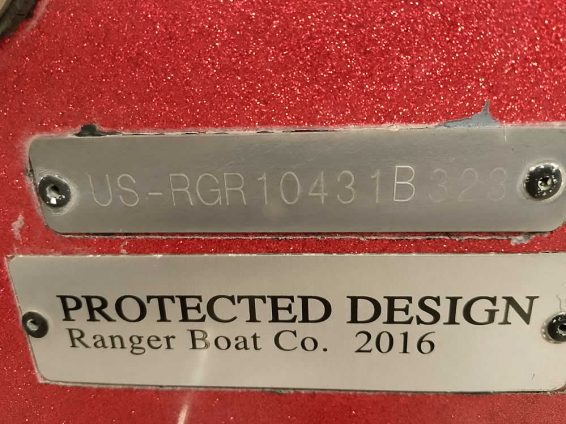 US-RGR10431B323
PROTECTED DESIGN
Ranger Boat Co. 2016